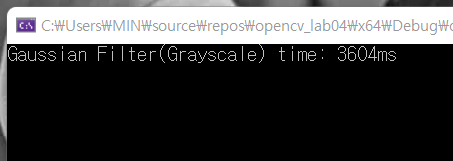 C:₩Users₩MIN₩source₩repos₩opencv_lab04₩x64₩Debug₩
Gaussian Filter(Grayscale) time: 3604ms